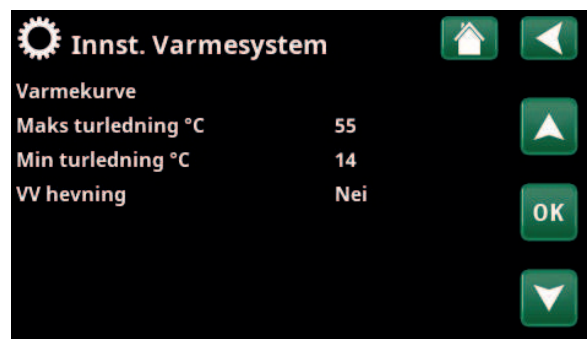 Innst. Varmesystem
Varmekurve
Maks turledning °C 55
Min turledning °C 14
VV hevning Nei
OK